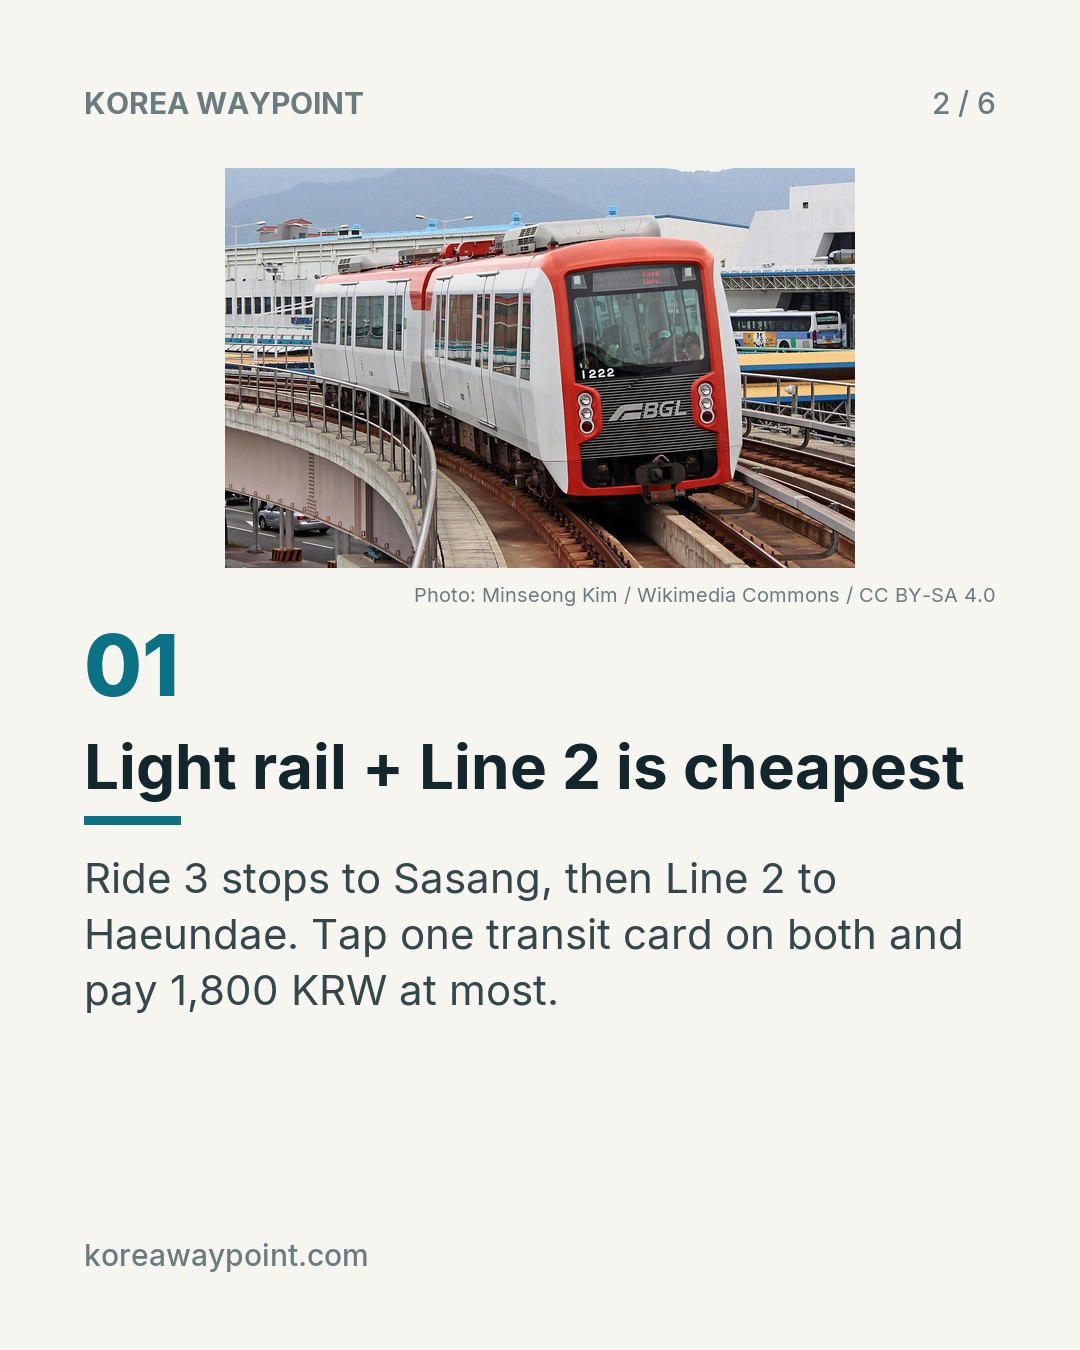 KOREA WAYPOINT
2 / 6
Kaya
Univ.
1222
BGL
Photo: Minseong Kim / Wikimedia Commons / CC BY-SA 4.0
01
Light rail + Line 2 is cheapest
Ride 3 stops to Sasang, then Line 2 to
Haeundae. Tap one transit card on both and
pay 1,800 KRW at most.
koreawaypoint.com